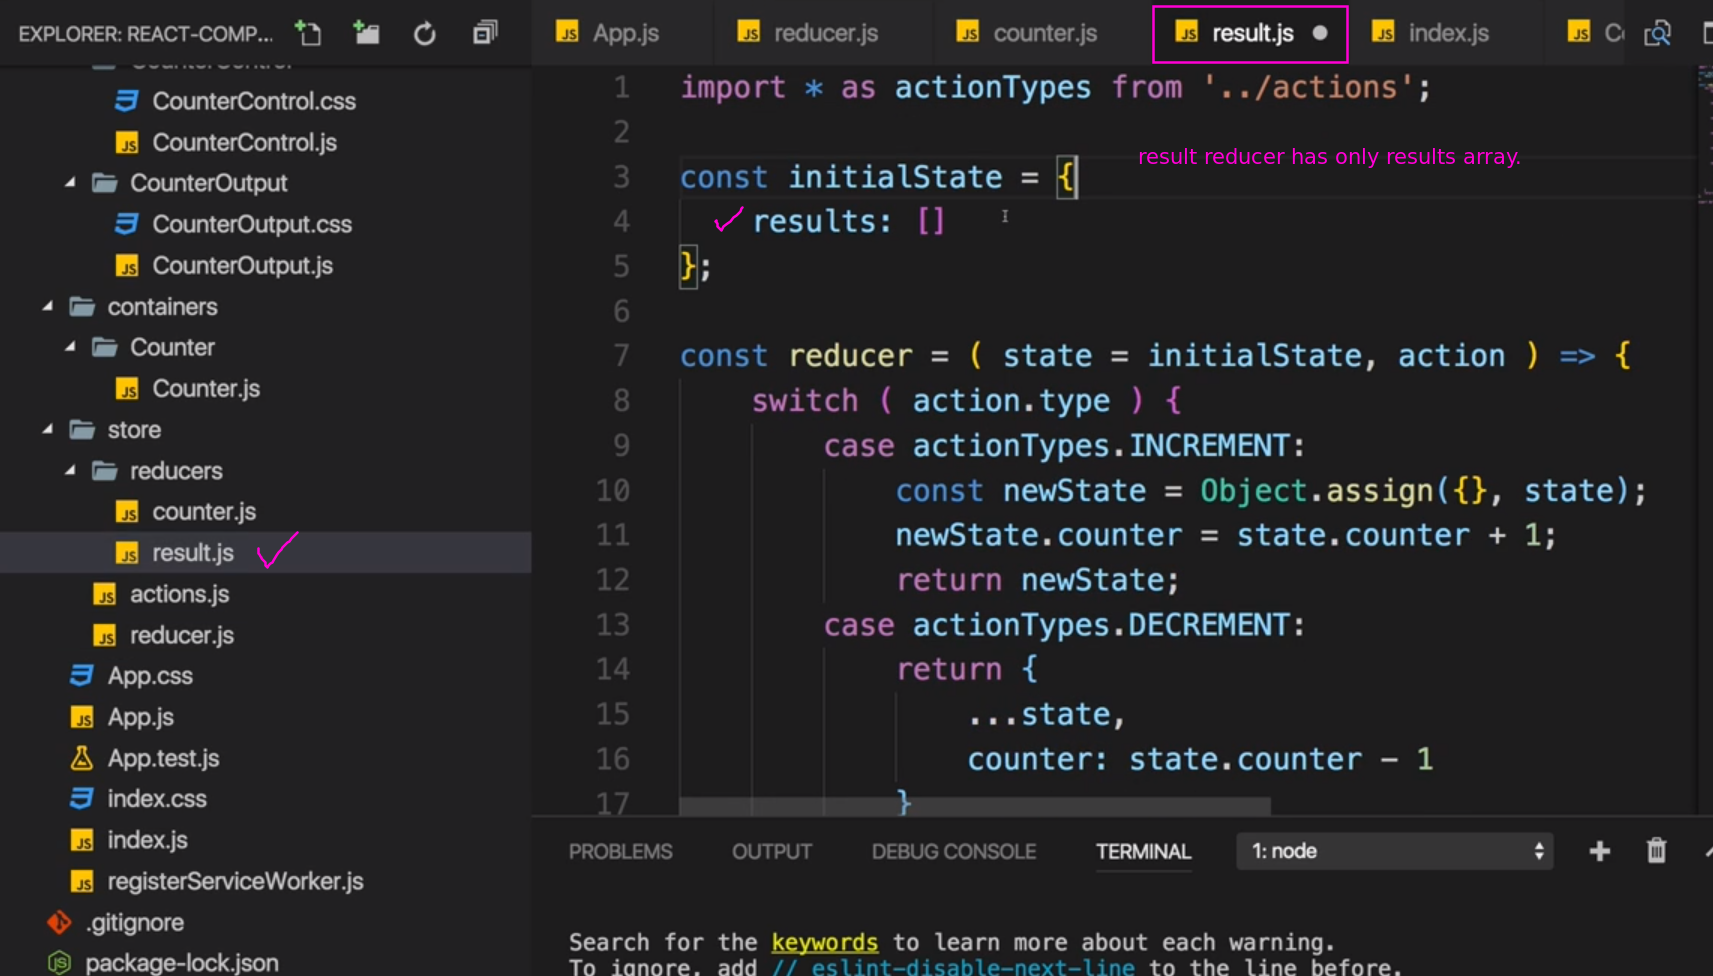 EXPLORER: REACT-COMP...
CounterControl
CounterControl.css
CounterControl.js
CounterOutput
CounterOutput.css
CounterOutput.js
containers
Counter
Counter.js
store
reducers
counter.js
result.js
actions.js
reducer.js
App.css
App.js
App.test.js
index.css
index.js
registerServiceWorker.js
.gitignore
package-lock.json
App.js reducer.js counter.js result.js index.js
1 import * as actionTypes from '../actions';
2
result reducer has only results array.
3 const initialState = {
4 results: []
5 };
6
7 const reducer = ( state = initialState, action ) => {
8 switch ( action.type ) {
9 case actionTypes.INCREMENT:
10 const newState = Object.assign({}, state);
11 newState.counter = state.counter + 1;
12 return newState;
13 case actionTypes.DECREMENT:
14 return {
15 ...state,
16 counter: state.counter - 1
17 }
PROBLEMS OUTPUT DEBUG CONSOLE TERMINAL 1: node
Search for the keywords to learn more about each warning.
To ignore, add // eslint-disable-next-line to the line before.